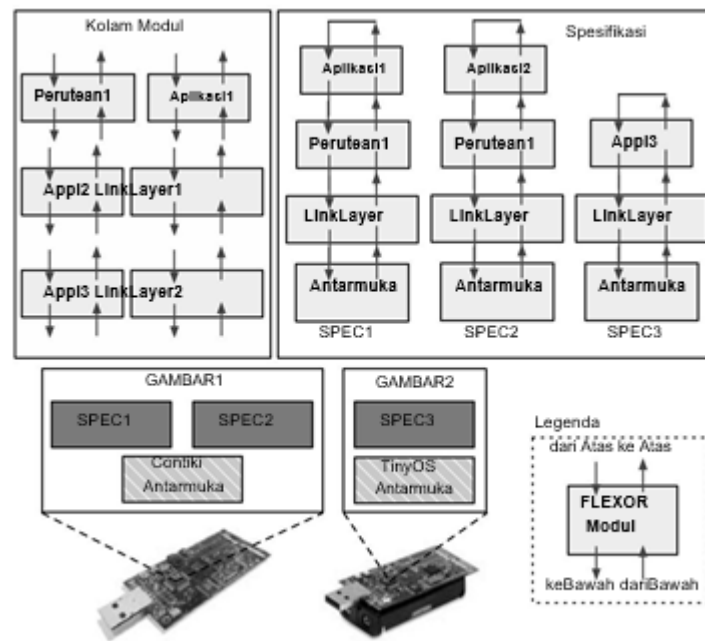 Kolam Modul
Perutean1 Aplikasi1
Appl2 LinkLayer1
Appl3 LinkLayer2
Spesifikasi
Aplikasi1 Aplikasi2
Perutean1 Perutean1 Appl3
LinkLayer LinkLayer LinkLayer
Antarmuka Antarmuka Antarmuka
SPEC1 SPEC2 SPEC3
GAMBAR1
SPEC1 SPEC2
Contiki
Antarmuka
GAMBAR2
SPEC3
TinyOS
Antarmuka
Legenda
dari Atas ke Atas
FLEXOR
Modul
keBawah dariBawah